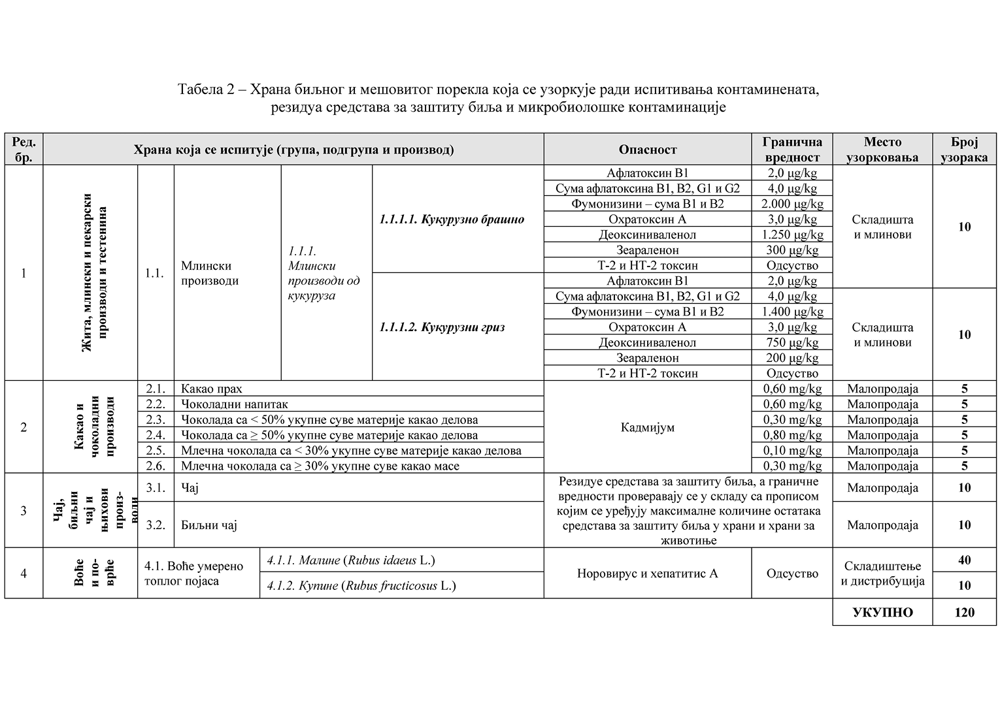 Табела 2 – Храна биљног и мешовитог порекла која се узоркује ради испитивања контаминената,
резидуа средстава за заштиту биља и микробиолошке контаминације
Ред. бр.
Храна која се испитује (група, подгрупа и производ)
Опасност
Гранична вредност
Место узорковања
Број узорака
1
Жита, млински и пекарски
производи и тестенина
1.1.
Млински
производи
1.1.1.
Млински
производи од
кукуруза
1.1.1.1. Кукурузно брашно
Афлатоксин B1
2,0 µg/kg
Сума афлатоксина B1, B2, G1 и G2
4,0 µg/kg
Фумонизини – сума B1 и B2
2.000 µg/kg
Охратоксин А
3,0 µg/kg
Деоксиниваленол
1.250 µg/kg
Зеараленон
300 µg/kg
Т-2 и НТ-2 токсин
Одсуство
Складишта
и млинови
10
1.1.1.2. Кукурузни гриз
Афлатоксин B1
2,0 µg/kg
Сума афлатоксина B1, B2, G1 и G2
4,0 µg/kg
Фумонизини – сума B1 и B2
1.400 µg/kg
Охратоксин А
3,0 µg/kg
Деоксиниваленол
750 µg/kg
Зеараленон
200 µg/kg
Т-2 и НТ-2 токсин
Одсуство
Складишта
и млинови
10
2
Какао и
чоколадни
производи
2.1.
Какао прах
Кадмијум
0,60 mg/kg
Малопродаја
5
2.2.
Чоколадни напитак
0,60 mg/kg
Малопродаја
5
2.3.
Чоколада са < 50% укупне суве материје какао делова
0,30 mg/kg
Малопродаја
5
2.4.
Чоколада са ≥ 50% укупне суве материје какао делова
0,80 mg/kg
Малопродаја
5
2.5.
Млечна чоколада са < 30% укупне суве материје какао делова
0,10 mg/kg
Малопродаја
5
2.6.
Млечна чоколада са ≥ 30% укупне суве какао масе
0,30 mg/kg
Малопродаја
5
3
Чај,
биљни
чај и
њихови
произ-
води
3.1.
Чај
Резидуе средстава за заштиту биља, а граничне
вредности проверавају се у складу са прописом
којим се уређују максималне количине остатака
средстава за заштиту биља у храни и храни за
животиње
Малопродаја
10
3.2.
Биљни чај
Малопродаја
10
4
Воће
и по-
врће
4.1. Воће умерено
топлог појаса
4.1.1. Малине (Rubus idaeus L.)
Норовирус и хепатитис А
Одсуство
Складиштење
и дистрибуција
40
4.1.2. Купине (Rubus fructicosus L.)
10
УКУПНО
120